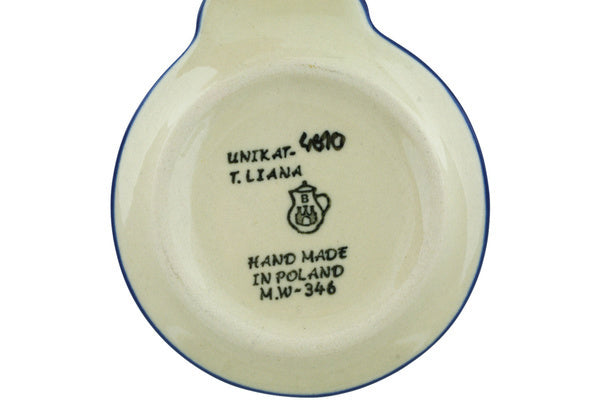 UNIKAT-4810
T. LIANA
B
HAND MADE
IN POLAND
M.W-346